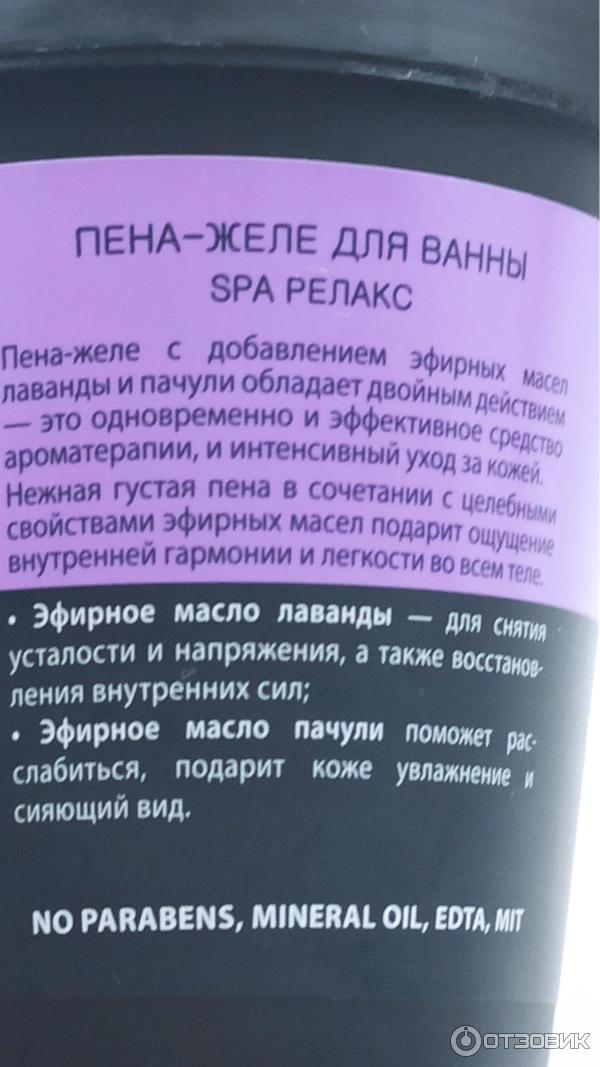 ПЕНА-ЖЕЛЕ ДЛЯ ВАННЫ
SPA РЕЛАКС
Пена-желе с добавлением эфирных масел
лаванды и пачули обладает двойным действием
— это одновременно и эффективное средство
ароматерапии, и интенсивный уход за кожей.
Нежная густая пена в сочетании с целебными
свойствами эфирных масел подарит ощущение
внутренней гармонии и легкости во всем теле.
• Эфирное масло лаванды — для снятия
усталости и напряжения, а также восстанов-
ления внутренних сил;
• Эфирное масло пачули поможет рас-
слабиться, подарит коже увлажнение и
сияющий вид.
NO PARABENS, MINERAL OIL, EDTA, MIT
ОТЗОВИК